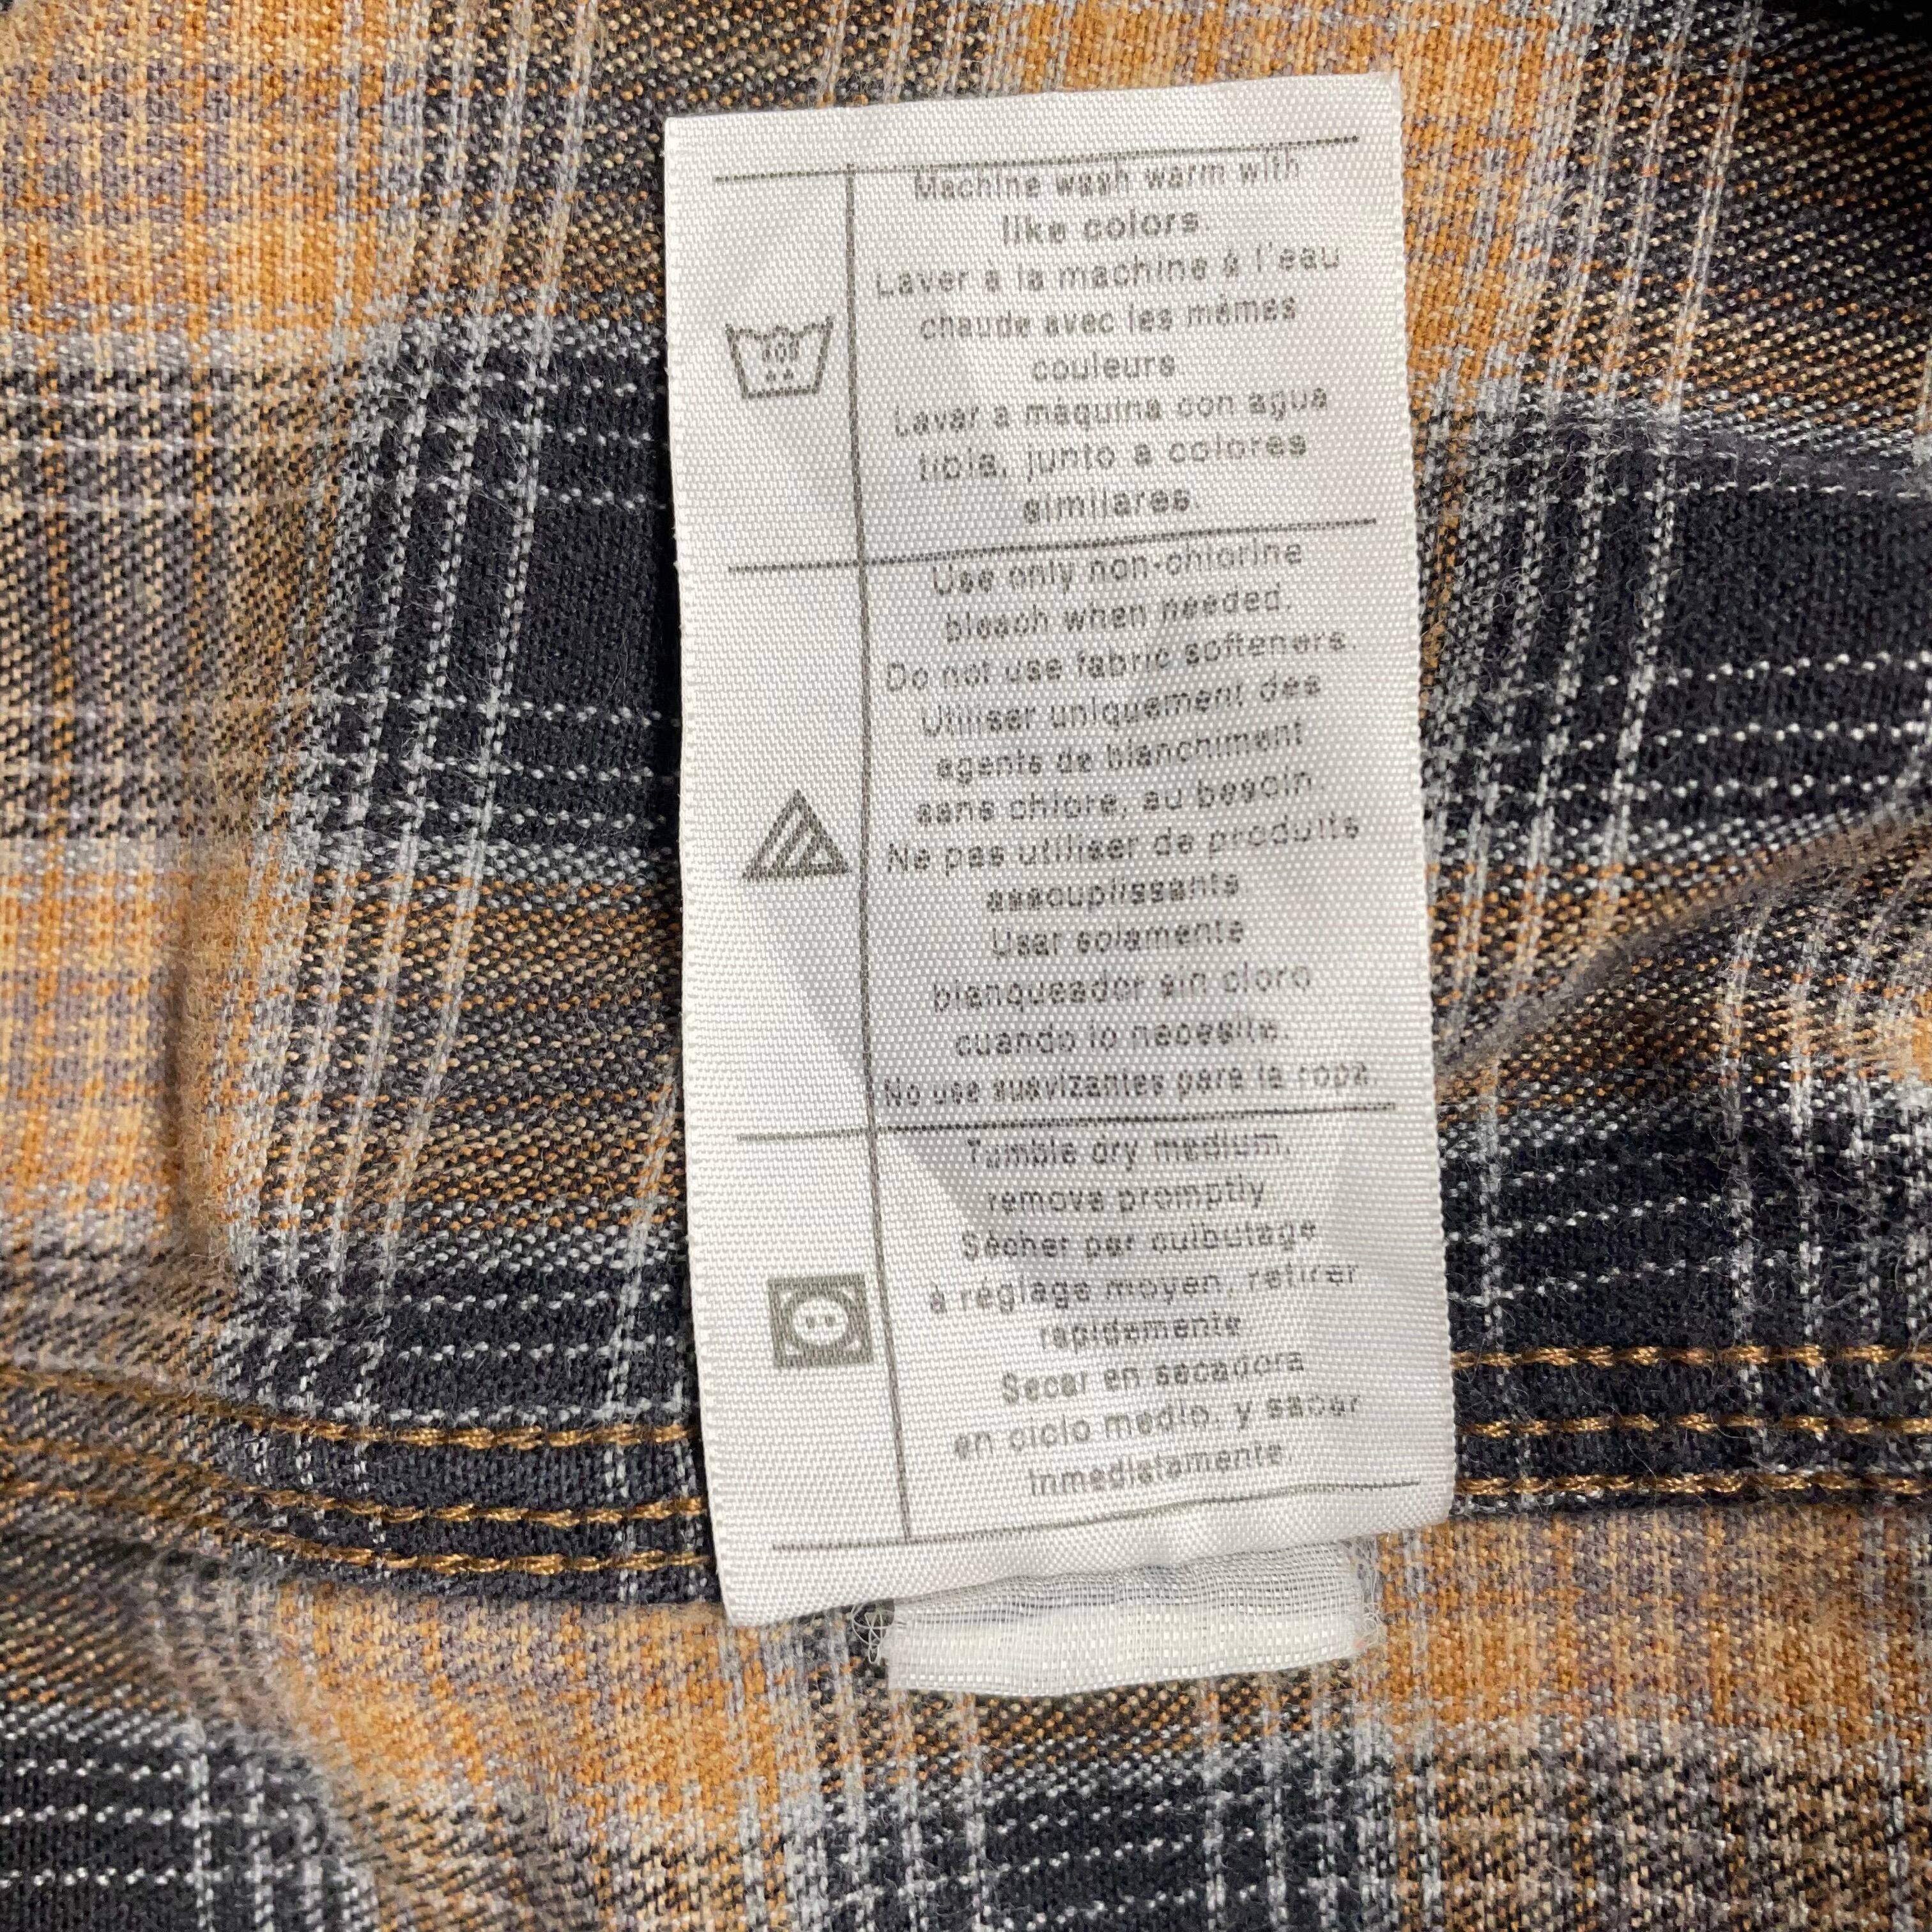 Machine wash warm with
like colors.
Laver à la machine à l'eau
chaude avec les mêmes
couleurs
Lavar a màquina con agua
tibia, junto a colores
similares.
Use only non-chlorine
bleach when needed.
Do not use fabric softeners.
Utiliser uniquement des
agents de blanchiment
sans chlore, au besoin.
Ne pas utiliser de produits
assouplissants.
Usar solamente
blanqueador sin cloro
cuando lo necesite.
No use suavizantes para la ropa
Tumble dry medium,
remove promptly
Sécher par culbutage
à réglage moyen, retirer
rapidemente
Secar en secadora
en ciclo medio, y sacar
inmediatamente.